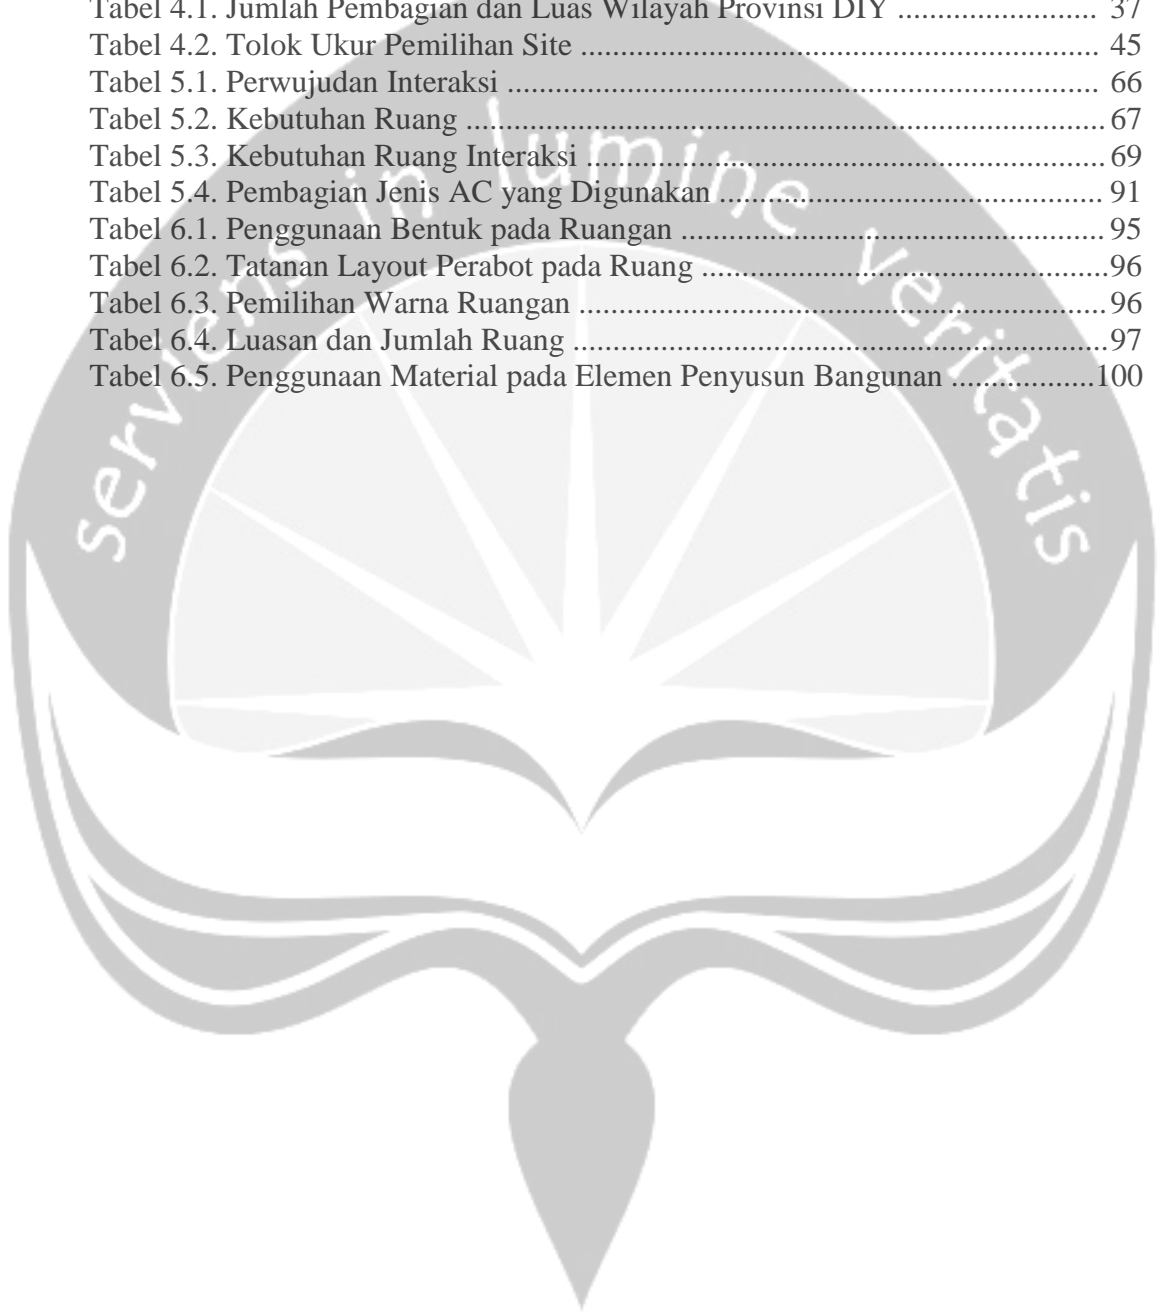 Tabel 4.1. Jumlah Pembagian dan Luas Wilayah Provinsi DIY ......................... 37
Tabel 4.2. Tolok Ukur Pemilihan Site ................................................................. 45
Tabel 5.1. Perwujudan Interaksi .......................................................................... 66
Tabel 5.2. Kebutuhan Ruang ................................................................................ 67
Tabel 5.3. Kebutuhan Ruang Interaksi ................................................................. 69
Tabel 5.4. Pembagian Jenis AC yang Digunakan ................................................ 91
Tabel 6.1. Penggunaan Bentuk pada Ruangan ..................................................... 95
Tabel 6.2. Tatanan Layout Perabot pada Ruang ...................................................96
Tabel 6.3. Pemilihan Warna Ruangan ..................................................................96
Tabel 6.4. Luasan dan Jumlah Ruang ...................................................................97
Tabel 6.5. Penggunaan Material pada Elemen Penyusun Bangunan ..................100
serviens in lumine veritatis